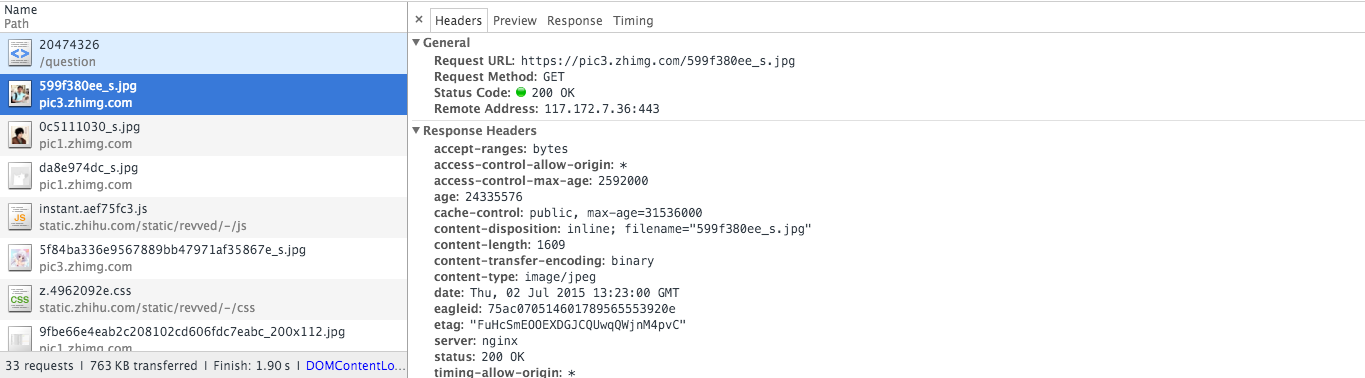 Name
Path
20474326
/question
599f380ee_s.jpg
pic3.zhimg.com
0c5111030_s.jpg
pic1.zhimg.com
da8e974dc_s.jpg
pic1.zhimg.com
instant.aef75fc3.js
static.zhihu.com/static/revved/-/js
5f84ba336e9567889bb47971af35867e_s.jpg
pic3.zhimg.com
z.4962092e.css
static.zhihu.com/static/revved/-/css
9fbe66e4eab2c208102cd606fdc7eabc_200x112.jpg
pic1.zhimg.com
33 requests | 763 KB transferred | Finish: 1.90 s | DOMContentLo...
× Headers Preview Response Timing
▼ General
Request URL: https://pic3.zhimg.com/599f380ee_s.jpg
Request Method: GET
Status Code: 200 OK
Remote Address: 117.172.7.36:443
▼ Response Headers
accept-ranges: bytes
access-control-allow-origin: *
access-control-max-age: 2592000
age: 24335576
cache-control: public, max-age=31536000
content-disposition: inline; filename="599f380ee_s.jpg"
content-length: 1609
content-transfer-encoding: binary
content-type: image/jpeg
date: Thu, 02 Jul 2015 13:23:00 GMT
eagleid: 75ac070514601789565553920e
etag: "FuHcSmEOOEXDGJCQUwqQWjnM4pvC"
server: nginx
status: 200 OK
timing-allow-origin: *